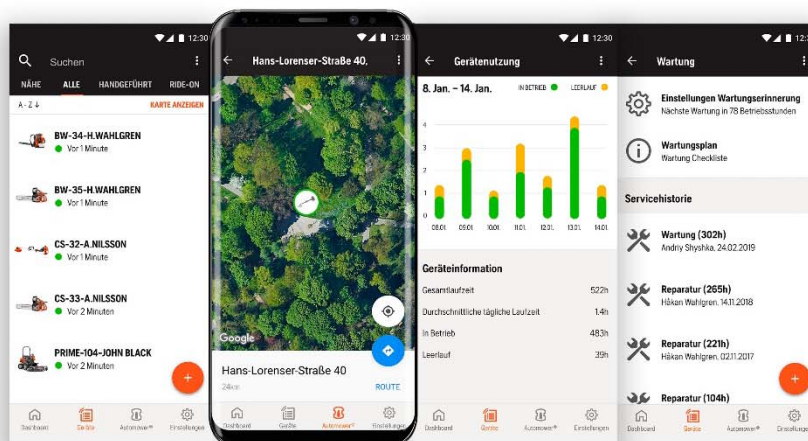 12:30
Suchen
NÄHE ALLE HANDGEFÜHRT RIDE-ON
A - Z ↓ KARTE ANZEIGEN
BW-34-H.WAHLGREN
Vor 1 Minute
BW-35-H.WAHLGREN
Vor 1 Minute
CS-32-A.NILSSON
Vor 1 Minute
CS-33-A.NILSSON
Vor 2 Minuten
PRIME-104-JOHN BLACK
Vor 2 Minuten
+
Dashboard Geräte Automower® Einstellungen
12:30
Hans-Lorenser-Straße 40,
Google
Hans-Lorenser-Straße 40
24km ROUTE
Dashboard Geräte Automower® Einstellungen
12:30
Gerätenutzung
8. Jan. – 14. Jan. IN BETRIEB LEERLAUF
4
3
2
1
0
08.01. 09.01. 10.01. 11.01. 12.01. 13.01. 14.01.
Geräteinformation
Gesamtlaufzeit 522h
Durchschnittliche tägliche Laufzeit 1.4h
In Betrieb 483h
Leerlauf 39h
Dashboard Geräte Automower® Einstellungen
12:30
Wartung
Einstellungen Wartungserinnerung
Nächste Wartung in 78 Betriebsstunden
Wartungsplan
Wartung Checkliste
Servicehistorie
Wartung (302h)
Andriy Shyshka, 24.02.2019
Reparatur (265h)
Håkan Wahlgren, 14.11.2018
Reparatur (221h)
Håkan Wahlgren, 02.11.2017
Reparatur (104h)
+
Dashboard Geräte Automower® Einstellungen